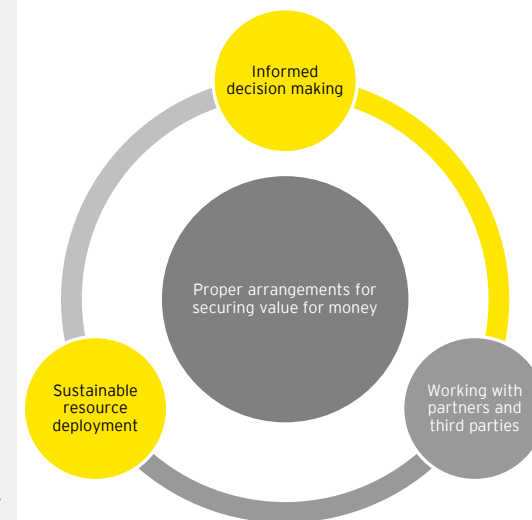 Informed
decision making
Proper arrangements for
securing value for money
Sustainable
resource
deployment
Working with
partners and
third parties